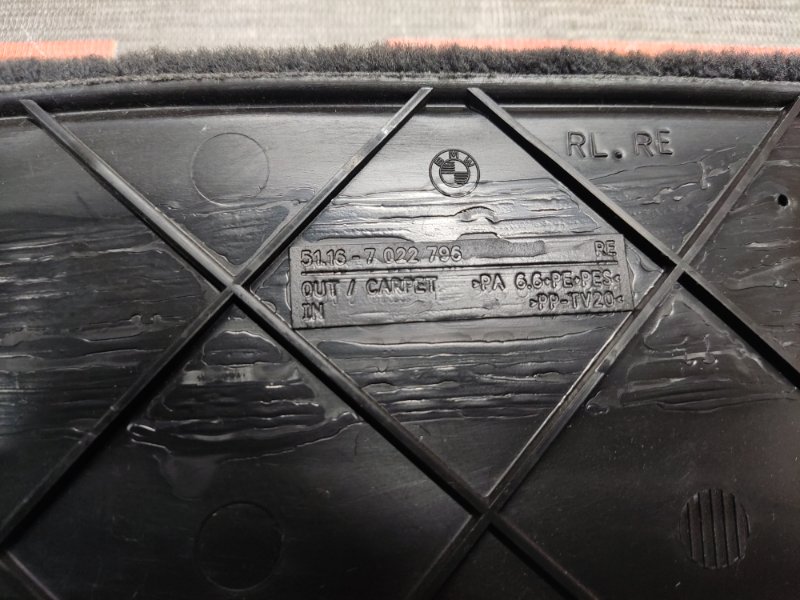 RL.RE
BMW
51.16-7 022 796 RE
OUT / CARPET >PA 6.6+PE+PES<
IN >PP-TV20<